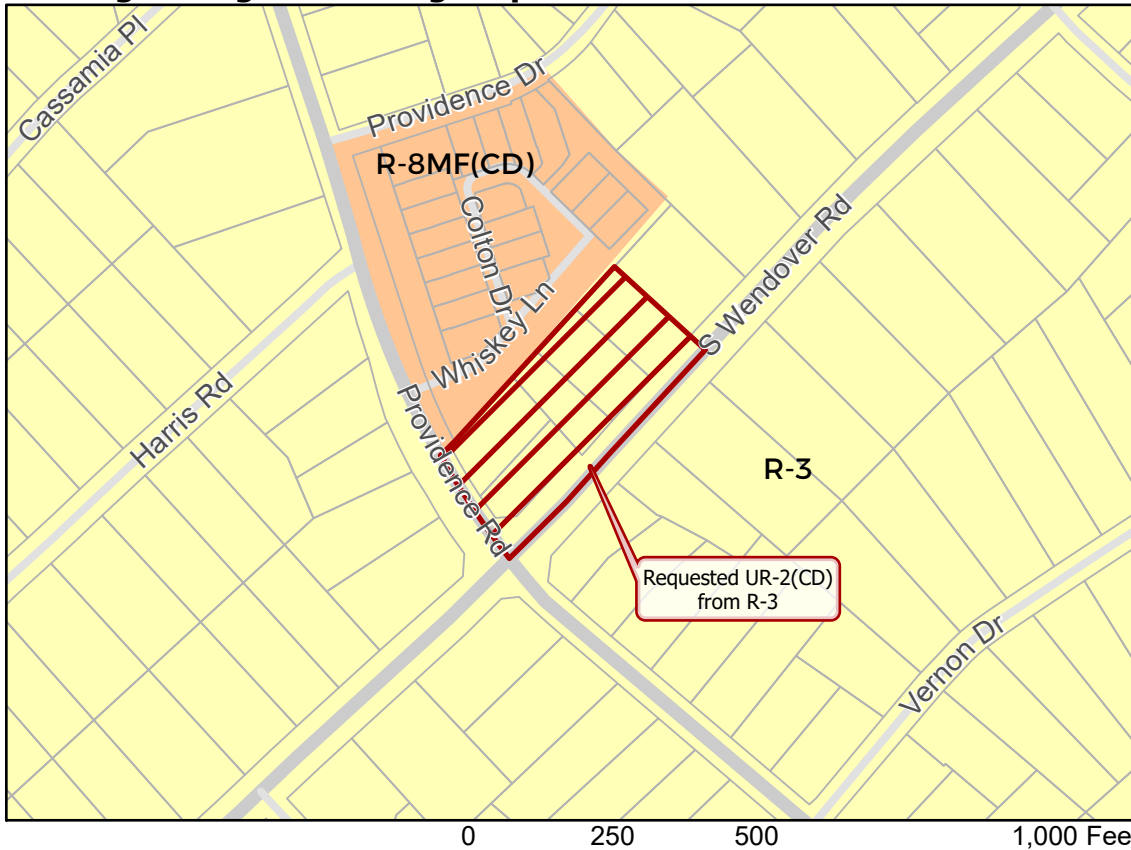 Cassamia Pl
Providence Dr
R-8MF(CD)
Colton Dr
Whiskey Ln
S Wendover Rd
Harris Rd
Providence Rd
R-3
Requested UR-2(CD)
from R-3
Vernon Dr
0 250 500 1,000 Fee